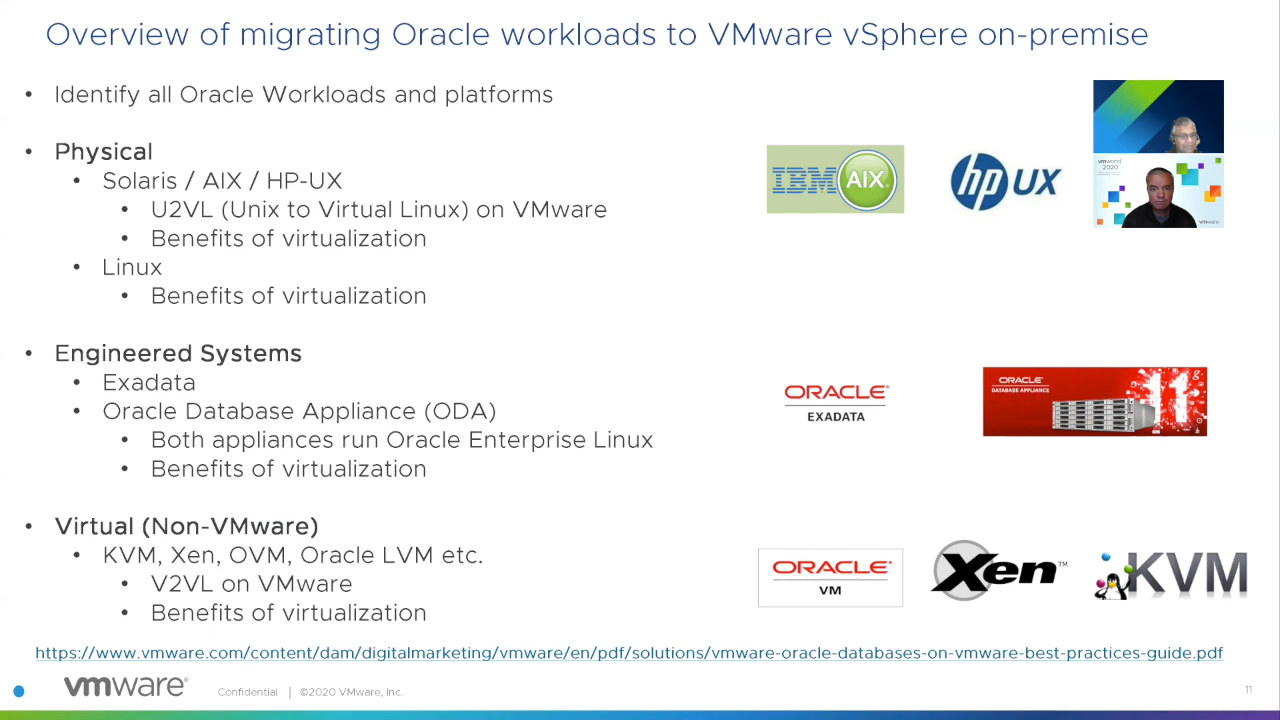 Overview of migrating Oracle workloads to VMware vSphere on-premise
• Identify all Oracle Workloads and platforms
• Physical
• Solaris / AIX / HP-UX
• U2VL (Unix to Virtual Linux) on VMware
• Benefits of virtualization
• Linux
• Benefits of virtualization
IBM AIX
hp UX
vmworld
2020
vmware
• Engineered Systems
• Exadata
• Oracle Database Appliance (ODA)
• Both appliances run Oracle Enterprise Linux
• Benefits of virtualization
ORACLE
EXADATA
ORACLE
DATABASE APPLIANCE
11
g
• Virtual (Non-VMware)
• KVM, Xen, OVM, Oracle LVM etc.
• V2VL on VMware
• Benefits of virtualization
ORACLE
VM
Xen™
KVM
https://www.vmware.com/content/dam/digitalmarketing/vmware/en/pdf/solutions/vmware-oracle-databases-on-vmware-best-practices-guide.pdf
vmware® Confidential | ©2020 VMware, Inc. 11